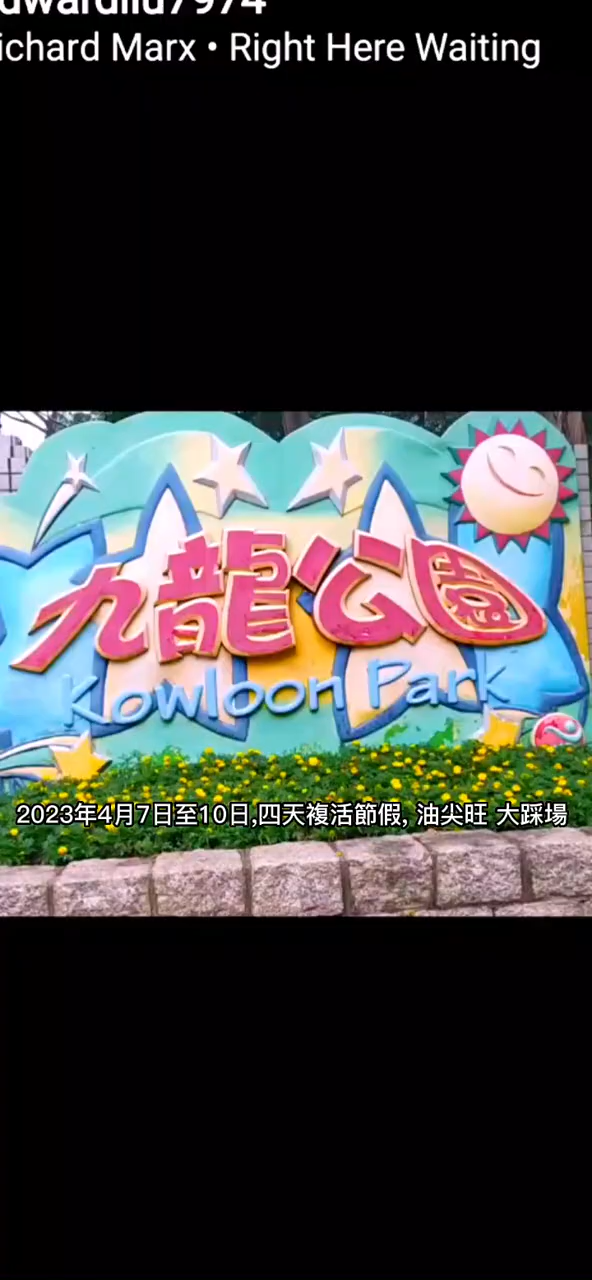 dwardliu7974
ichard Marx • Right Here Waiting
九龍公園
Kowloon Park
2023年4月7日至10日,四天複活節假, 油尖旺 大踩場